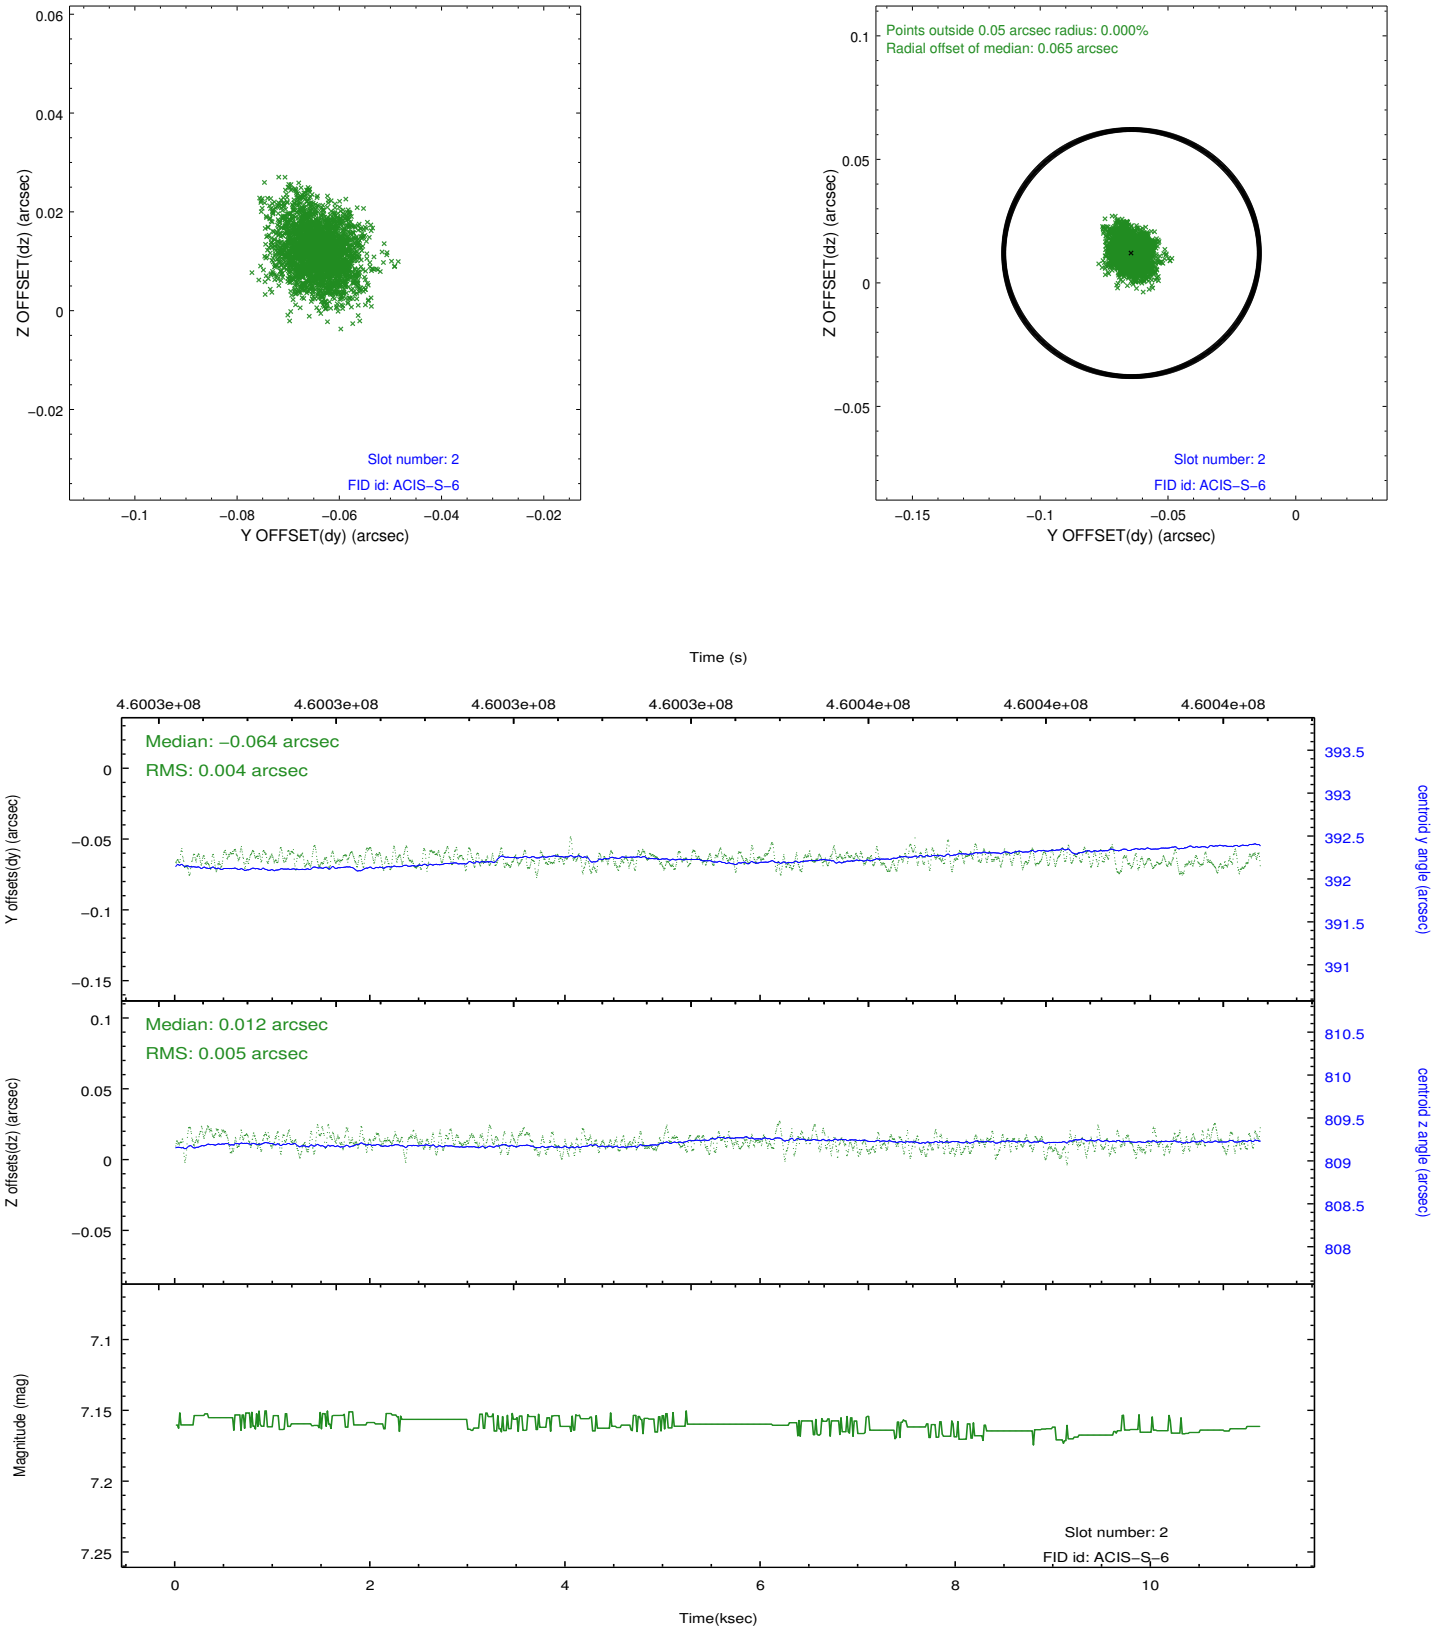 0.06
0.04
0.02
0
−0.02
Z OFFSET(dz) (arcsec)
Slot number: 2
FID id: ACIS−S−6
−0.1
−0.08
−0.06
−0.04
−0.02
Y OFFSET(dy) (arcsec)
Points outside 0.05 arcsec radius: 0.000%
Radial offset of median: 0.065 arcsec
0.1
0.05
0
−0.05
Z OFFSET(dz) (arcsec)
Slot number: 2
FID id: ACIS−S−6
−0.15
−0.1
−0.05
0
Y OFFSET(dy) (arcsec)
Time (s)
4.6003e+08
4.6003e+08
4.6003e+08
4.6003e+08
4.6004e+08
4.6004e+08
4.6004e+08
Median: −0.064 arcsec
RMS: 0.004 arcsec
0
−0.05
−0.1
−0.15
Y offsets(dy) (arcsec)
393.5
393
392.5
392
391.5
391
centroid y angle (arcsec)
Median: 0.012 arcsec
RMS: 0.005 arcsec
0.1
0.05
0
−0.05
Z offsets(dz) (arcsec)
810.5
810
809.5
809
808.5
808
centroid z angle (arcsec)
7.1
7.15
7.2
7.25
Magnitude (mag)
Slot number: 2
FID id: ACIS−S−6
0
2
4
6
8
10
Time(ksec)